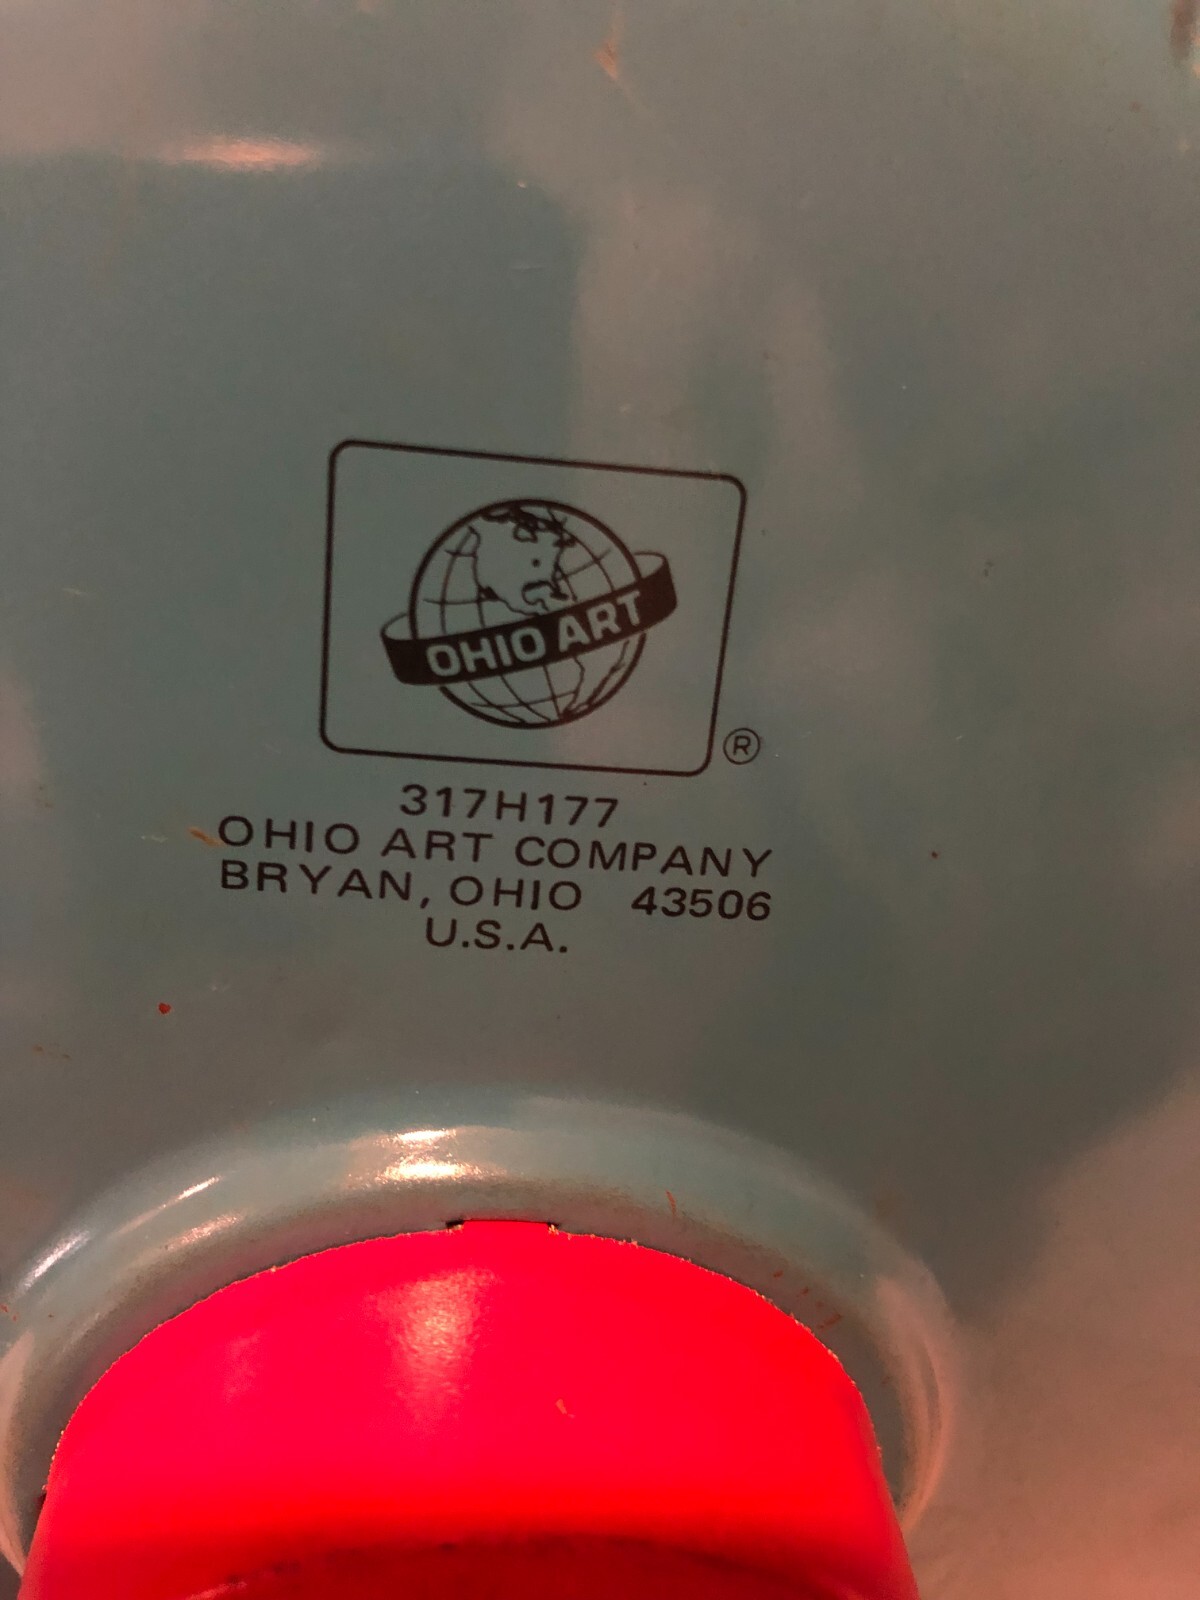 OHIO ART
®
317H177
OHIO ART COMPANY
BRYAN, OHIO 43506
U.S.A.